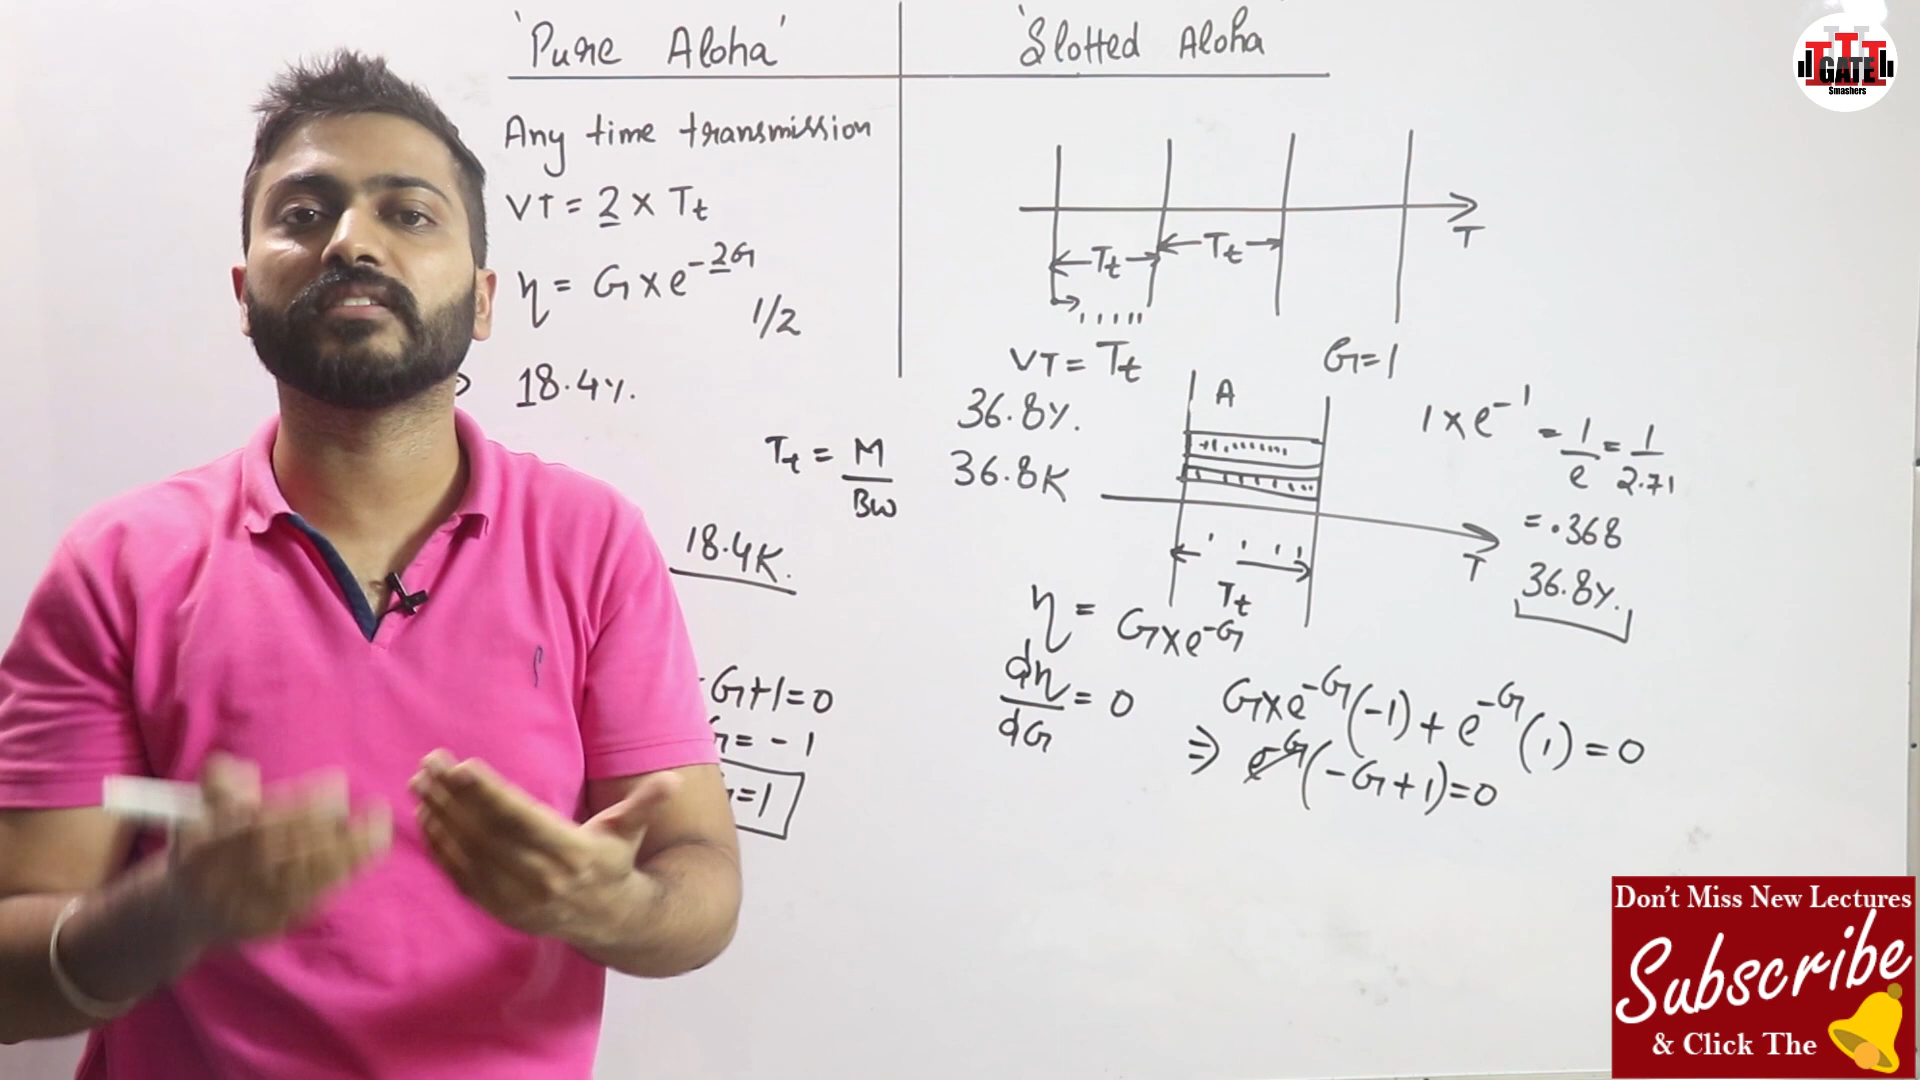 'Pure Aloha'
Any time transmission
VT = 2 x Tt
η = G x e^-2G
1/2
18.4%.
Tt = M
BW
18.4K.
-G+1=0
G = -1
=1
'Slotted Aloha'
Tt
Tt
T
VT = Tt
G=1
36.8%.
36.8K
A
1 x e^-1 = 1/e = 1/2.71
= .368
36.8%.
T
Tt
η = G x e^-G
dη/dG = 0
G x e^-G (-1) + e^-G (1) = 0
⇒ e^-G (-G+1) = 0
GATE
Smashers
Don't Miss New Lectures
Subscribe
& Click The